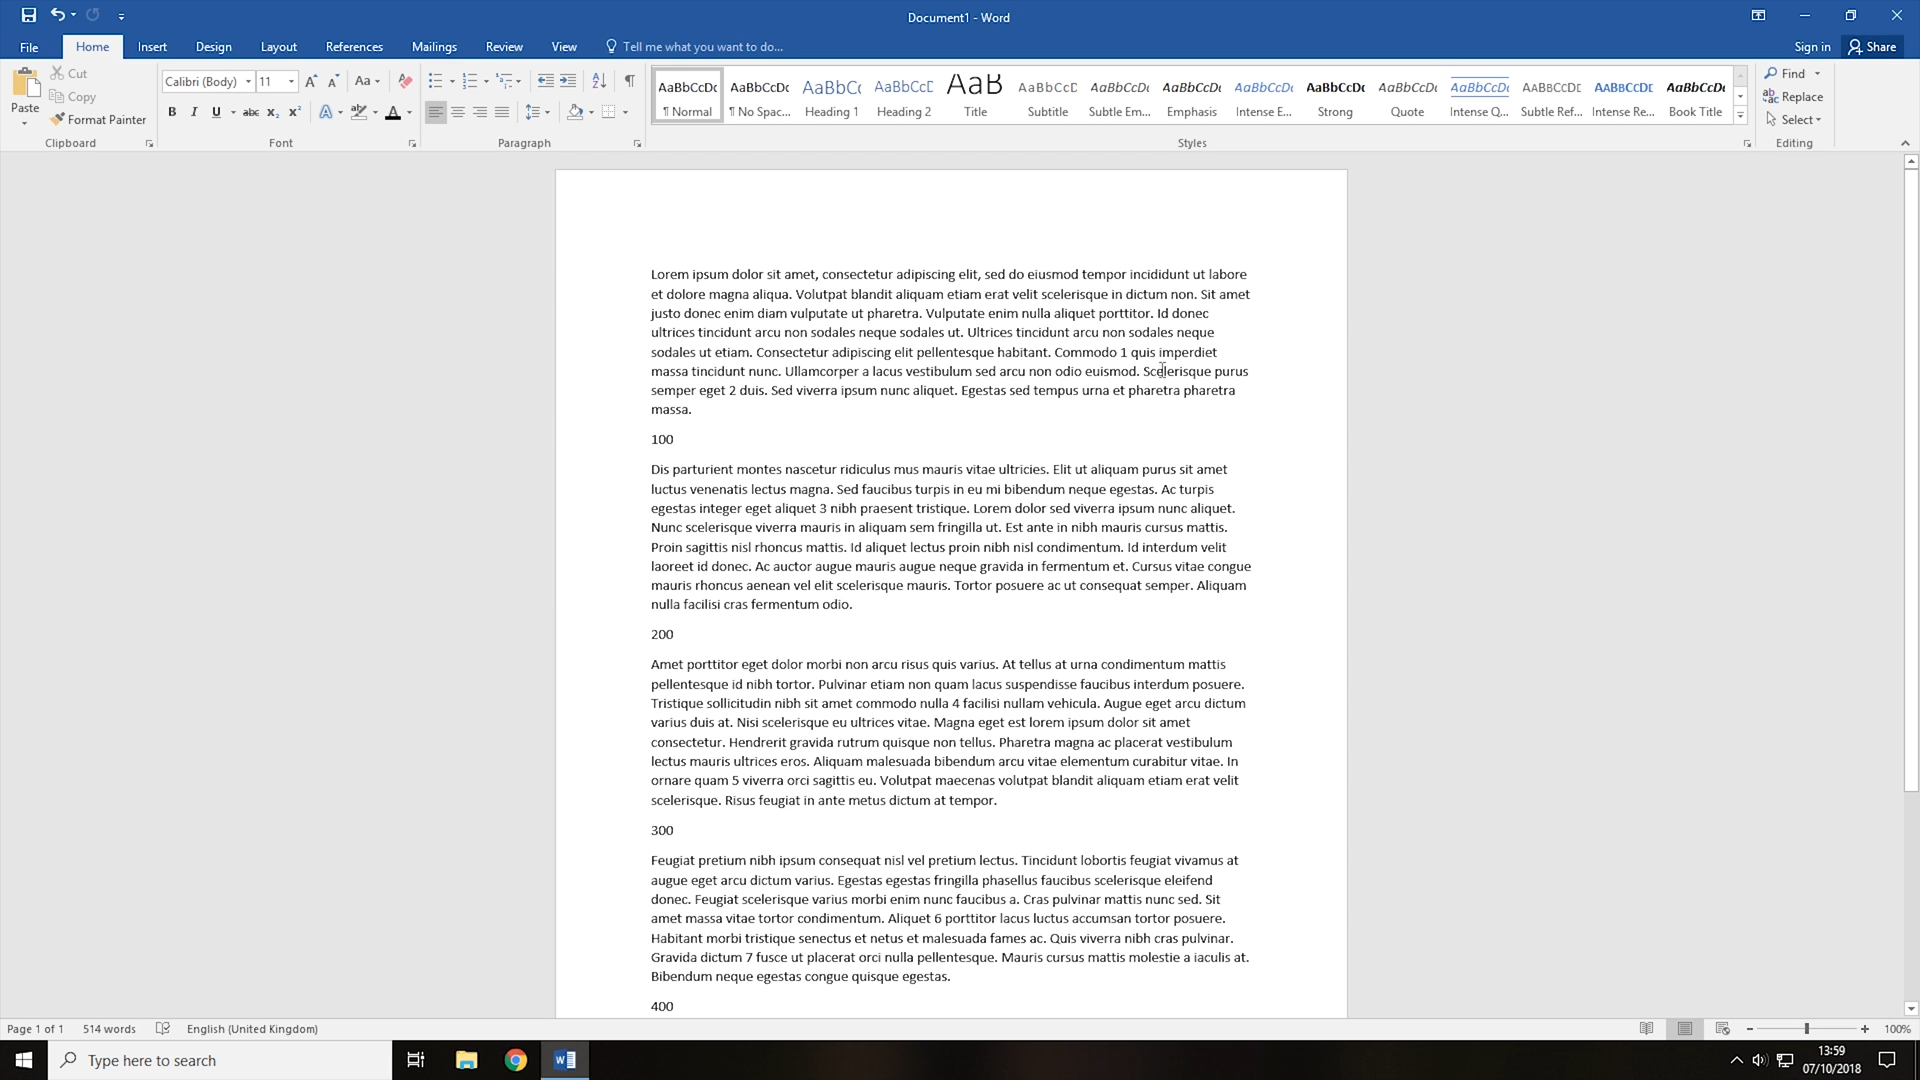 Document1 - Word
File Home Insert Design Layout References Mailings Review View Tell me what you want to do... Sign in Share
Paste Cut Copy Format Painter
Calibri (Body) 11 Aa
B I U abc x₂ x² A A
AaBbCcDc AaBbCcDc AaBbCc AaBbCcE AaB AaBbCcD AaBbCcDc AaBbCcDc AaBbCcDc AaBbCcDc AaBbCcDc AaBbCcDc AABBCCDE AABBCCDE AaBbCcDc
¶ Normal ¶ No Spac... Heading 1 Heading 2 Title Subtitle Subtle Em... Emphasis Intense E... Strong Quote Intense Q... Subtle Ref... Intense Re... Book Title
Find Replace Select
Clipboard Font Paragraph Styles Editing
Lorem ipsum dolor sit amet, consectetur adipiscing elit, sed do eiusmod tempor incididunt ut labore
et dolore magna aliqua. Volutpat blandit aliquam etiam erat velit scelerisque in dictum non. Sit amet
justo donec enim diam vulputate ut pharetra. Vulputate enim nulla aliquet porttitor. Id donec
ultrices tincidunt arcu non sodales neque sodales ut. Ultrices tincidunt arcu non sodales neque
sodales ut etiam. Consectetur adipiscing elit pellentesque habitant. Commodo 1 quis imperdiet
massa tincidunt nunc. Ullamcorper a lacus vestibulum sed arcu non odio euismod. Scelerisque purus
semper eget 2 duis. Sed viverra ipsum nunc aliquet. Egestas sed tempus urna et pharetra pharetra
massa.
100
Dis parturient montes nascetur ridiculus mus mauris vitae ultricies. Elit ut aliquam purus sit amet
luctus venenatis lectus magna. Sed faucibus turpis in eu mi bibendum neque egestas. Ac turpis
egestas integer eget aliquet 3 nibh praesent tristique. Lorem dolor sed viverra ipsum nunc aliquet.
Nunc scelerisque viverra mauris in aliquam sem fringilla ut. Est ante in nibh mauris cursus mattis.
Proin sagittis nisl rhoncus mattis. Id aliquet lectus proin nibh nisl condimentum. Id interdum velit
laoreet id donec. Ac auctor augue mauris augue neque gravida in fermentum et. Cursus vitae congue
mauris rhoncus aenean vel elit scelerisque mauris. Tortor posuere ac ut consequat semper. Aliquam
nulla facilisi cras fermentum odio.
200
Amet porttitor eget dolor morbi non arcu risus quis varius. At tellus at urna condimentum mattis
pellentesque id nibh tortor. Pulvinar etiam non quam lacus suspendisse faucibus interdum posuere.
Tristique sollicitudin nibh sit amet commodo nulla 4 facilisi nullam vehicula. Augue eget arcu dictum
varius duis at. Nisi scelerisque eu ultrices vitae. Magna eget est lorem ipsum dolor sit amet
consectetur. Hendrerit gravida rutrum quisque non tellus. Pharetra magna ac placerat vestibulum
lectus mauris ultrices eros. Aliquam malesuada bibendum arcu vitae elementum curabitur vitae. In
ornare quam 5 viverra orci sagittis eu. Volutpat maecenas volutpat blandit aliquam etiam erat velit
scelerisque. Risus feugiat in ante metus dictum at tempor.
300
Feugiat pretium nibh ipsum consequat nisl vel pretium lectus. Tincidunt lobortis feugiat vivamus at
augue eget arcu dictum varius. Egestas egestas fringilla phasellus faucibus scelerisque eleifend
donec. Feugiat scelerisque varius morbi enim nunc faucibus a. Cras pulvinar mattis nunc sed. Sit
amet massa vitae tortor condimentum. Aliquet 6 porttitor lacus luctus accumsan tortor posuere.
Habitant morbi tristique senectus et netus et malesuada fames ac. Quis viverra nibh cras pulvinar.
Gravida dictum 7 fusce ut placerat orci nulla pellentesque. Mauris cursus mattis molestie a iaculis at.
Bibendum neque egestas congue quisque egestas.
400
Page 1 of 1 514 words English (United Kingdom) 100%
Type here to search
13:59
07/10/2018